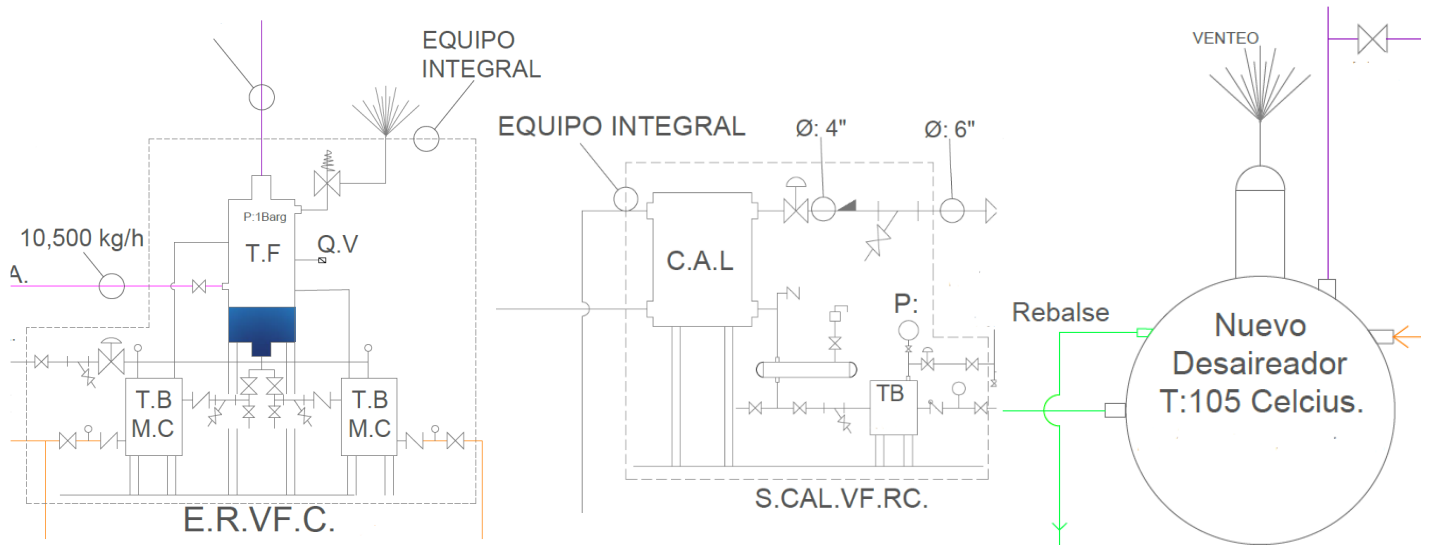 EQUIPO
INTEGRAL
P:1Barg
T.F
Q.V
10,500 kg/h
A.
T.B
M.C
T.B
M.C
E.R.VF.C.
EQUIPO INTEGRAL
Ø: 4"
Ø: 6"
C.A.L
P:
TB
S.CAL.VF.RC.
VENTEO
Rebalse
Nuevo
Desaireador
T:105 Celcius.